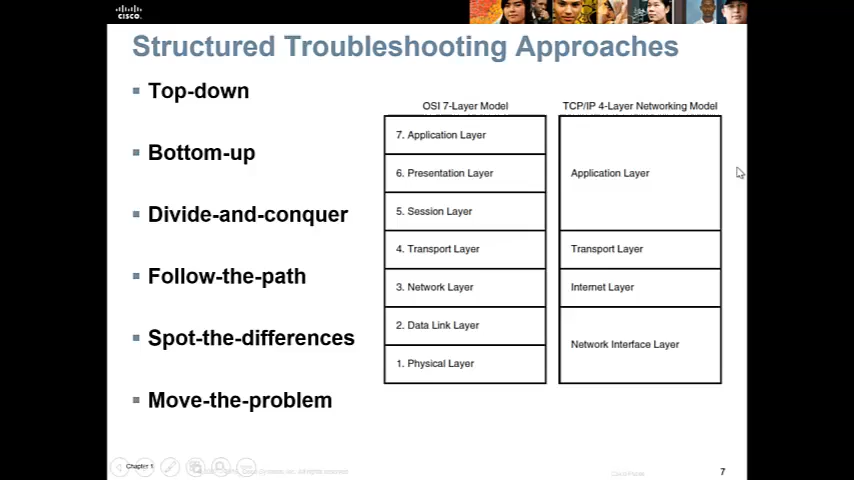 CISCO
Structured Troubleshooting Approaches
Top-down
Bottom-up
Divide-and-conquer
Follow-the-path
Spot-the-differences
Move-the-problem
OSI 7-Layer Model
7. Application Layer
6. Presentation Layer
5. Session Layer
4. Transport Layer
3. Network Layer
2. Data Link Layer
1. Physical Layer
TCP/IP 4-Layer Networking Model
Application Layer
Transport Layer
Internet Layer
Network Interface Layer
Chapter 1
7